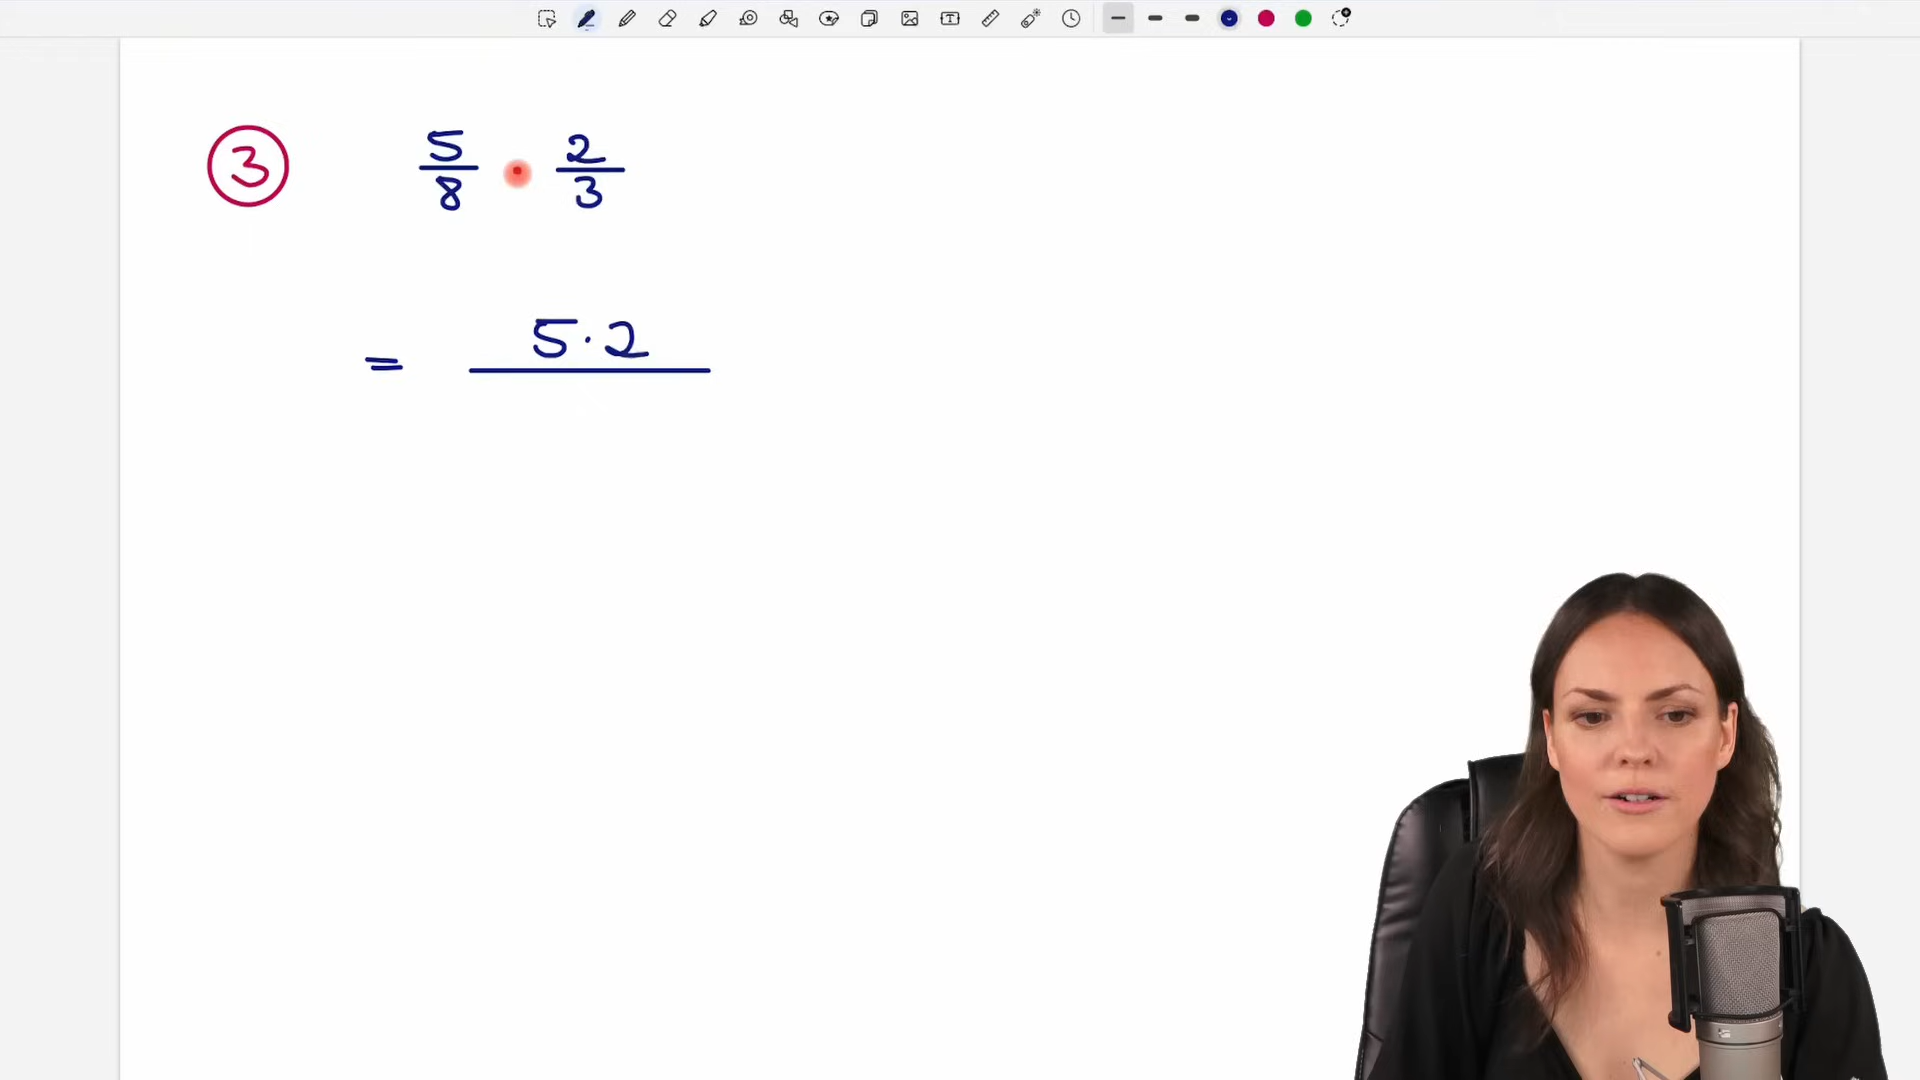 ③ 5/8 · 2/3
= 5·2